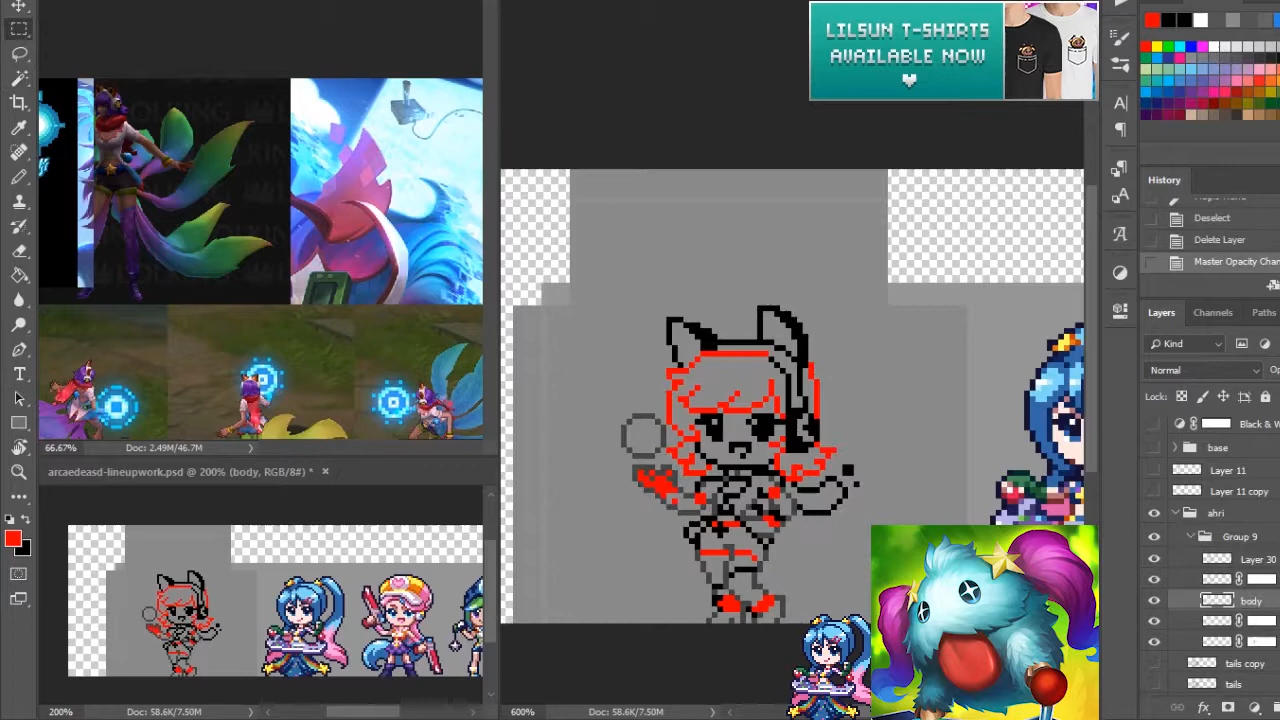 LILSUN T-SHIRTS
AVAILABLE NOW
History
Deselect
Delete Layer
Master Opacity Chan
Layers
Channels
Paths
Kind
Normal
Op
Lock:
Black & W
base
Layer 11
Layer 11 copy
ahri
Group 9
Layer 30
body
tails copy
tails
66.67%
Doc: 2.49M/46.7M
arcaedeasd-lineupwork.psd @ 200% (body, RGB/8#) *
200%
Doc: 58.6K/7.50M
600%
Doc: 58.6K/7.50M